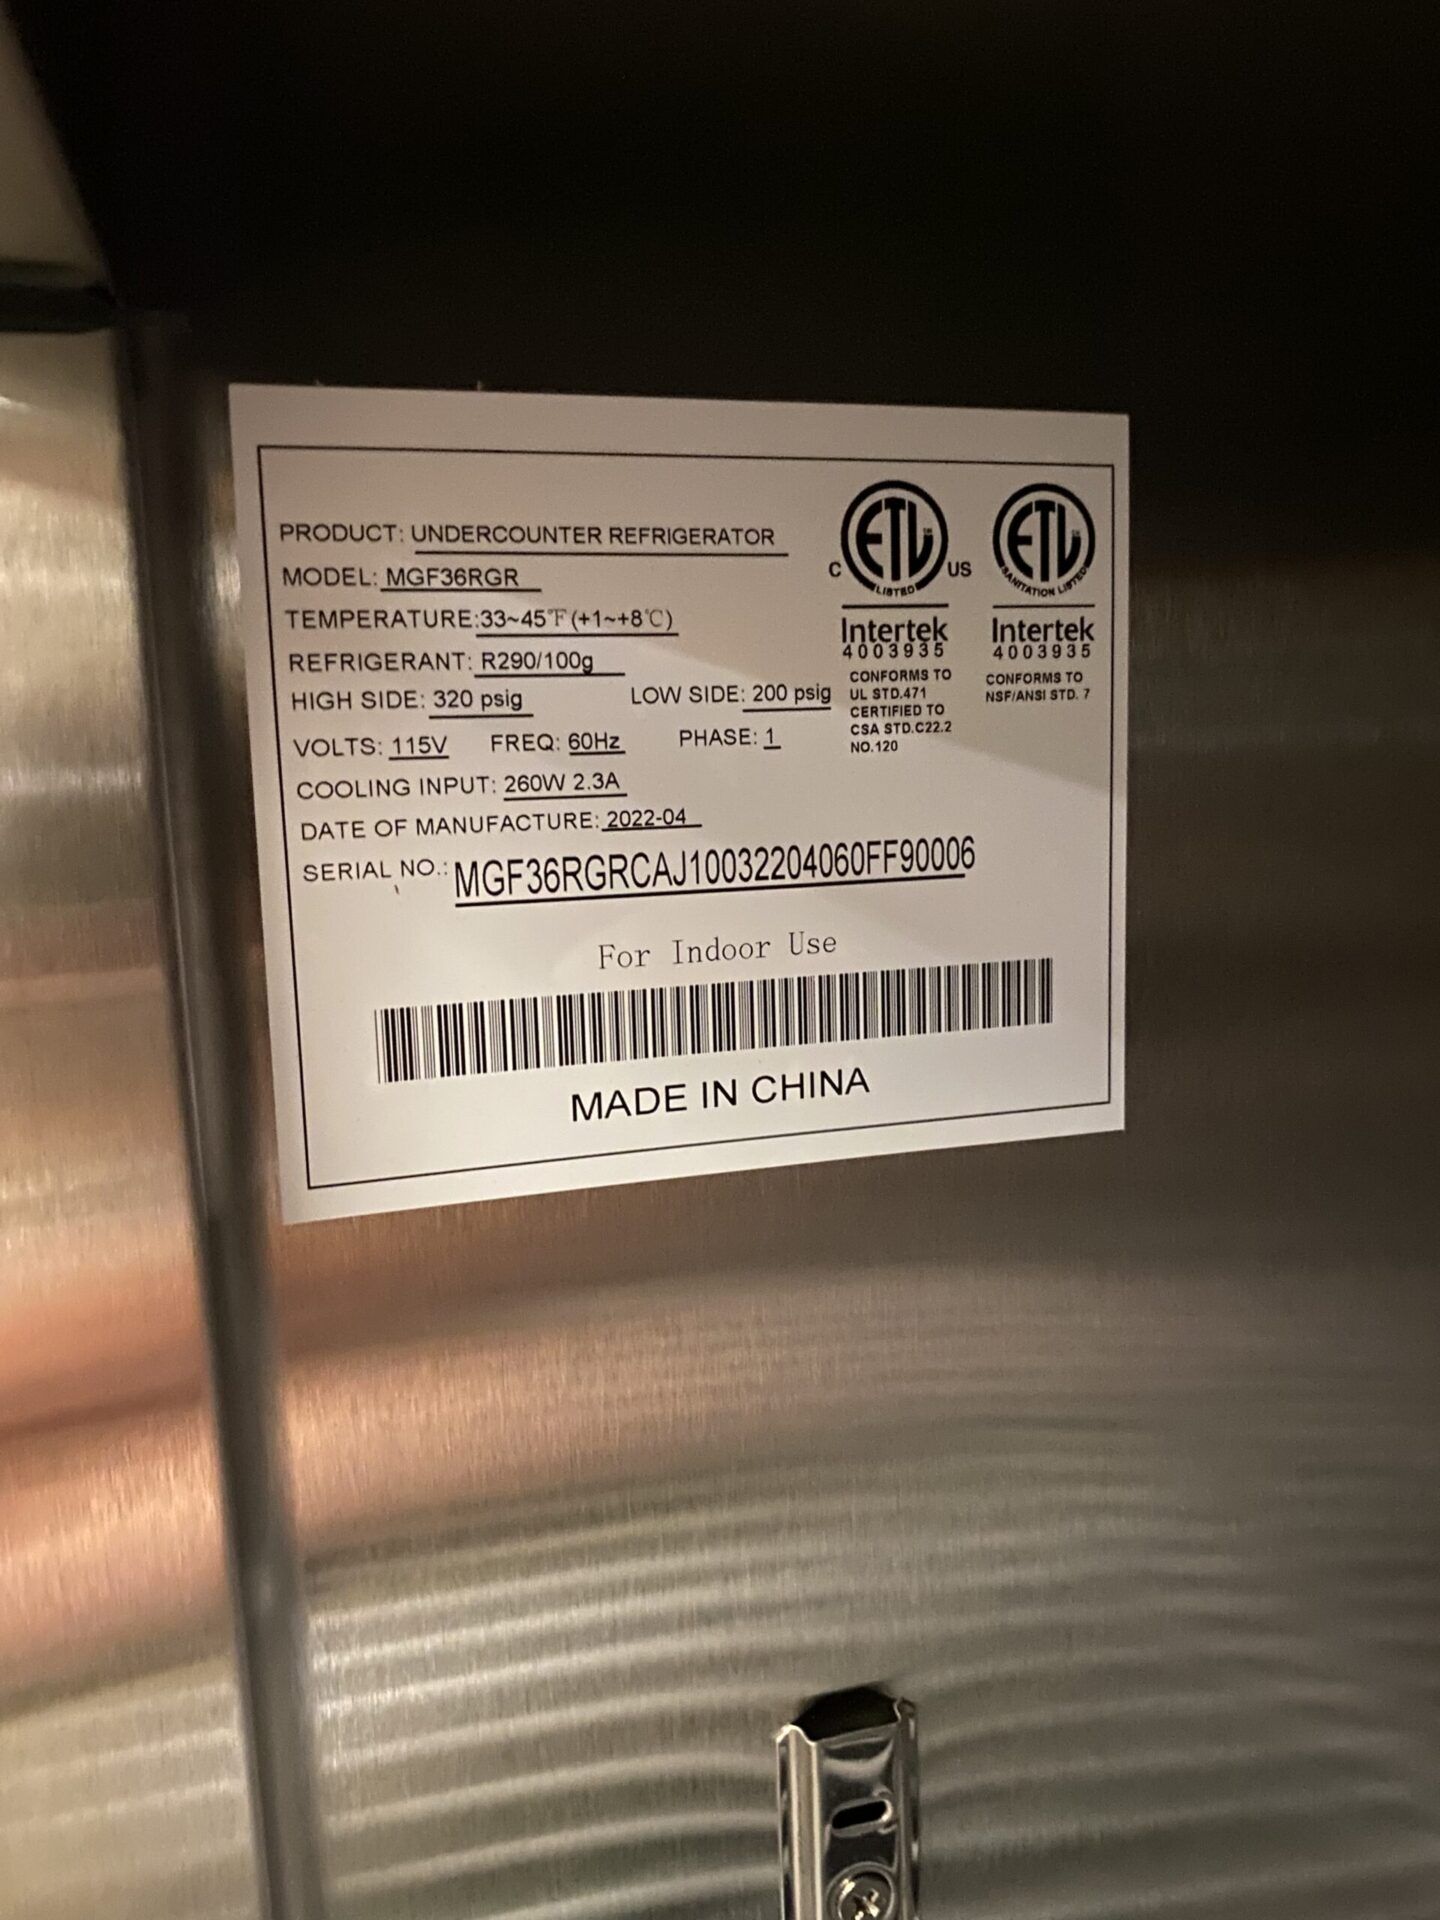 PRODUCT: UNDERCOUNTER REFRIGERATOR
MODEL: MGF36RGR
TEMPERATURE:33~45℉(+1~+8℃)
REFRIGERANT: R290/100g
HIGH SIDE: 320 psig LOW SIDE: 200 psig
VOLTS: 115V FREQ: 60Hz PHASE: 1
COOLING INPUT: 260W 2.3A
DATE OF MANUFACTURE: 2022-04
SERIAL NO.: MGF36RGRCAJ10032204060FF90006
C ETL US
LISTED
Intertek
4003935
CONFORMS TO
UL STD.471
CERTIFIED TO
CSA STD.C22.2
NO.120
ETL
SANITATION LISTED
Intertek
4003935
CONFORMS TO
NSF/ANSI STD. 7
For Indoor Use
MADE IN CHINA